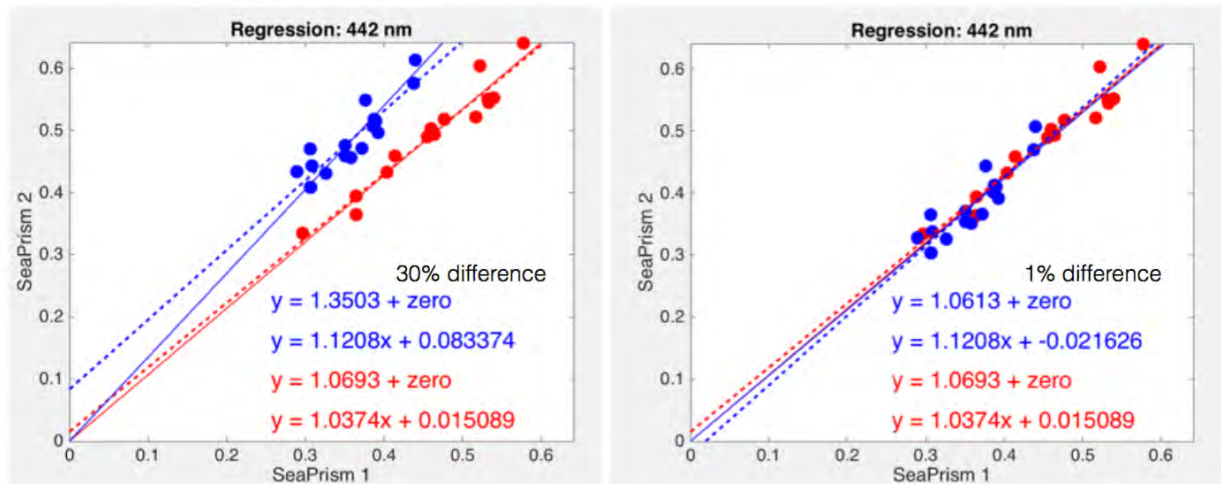 Regression: 442 nm
0.6
0.5
0.4
0.3
0.2
0.1
0
SeaPrism 2
30% difference
y = 1.3503 + zero
y = 1.1208x + 0.083374
y = 1.0693 + zero
y = 1.0374x + 0.015089
0 0.1 0.2 0.3 0.4 0.5 0.6
SeaPrism 1
Regression: 442 nm
0.6
0.5
0.4
0.3
0.2
0.1
0
SeaPrism 2
1% difference
y = 1.0613 + zero
y = 1.1208x + -0.021626
y = 1.0693 + zero
y = 1.0374x + 0.015089
0 0.1 0.2 0.3 0.4 0.5 0.6
SeaPrism 1